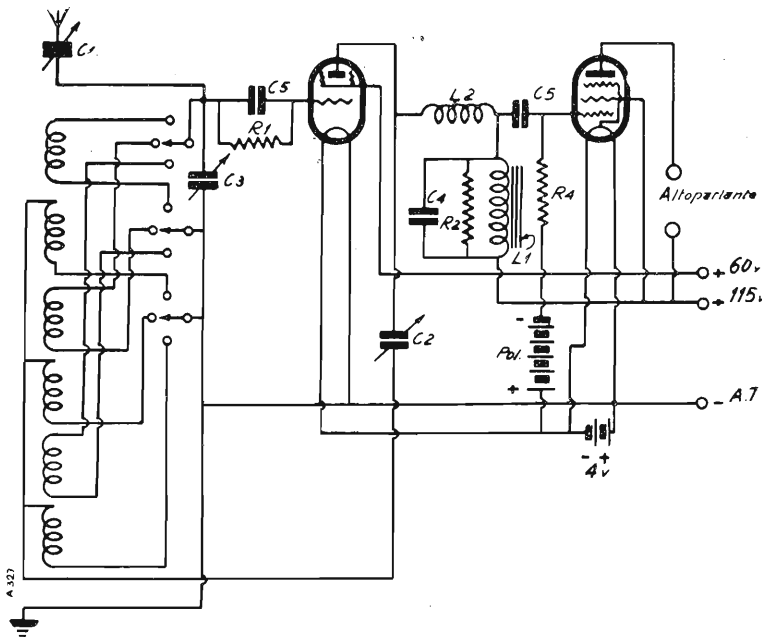 C1
C5
R1
C3
L2
C5
C4
R2
L1
R4
Altoparlante
+ 60v
+ 115v
C2
-
Pol.
+
- A.T
- +
4v
A 327